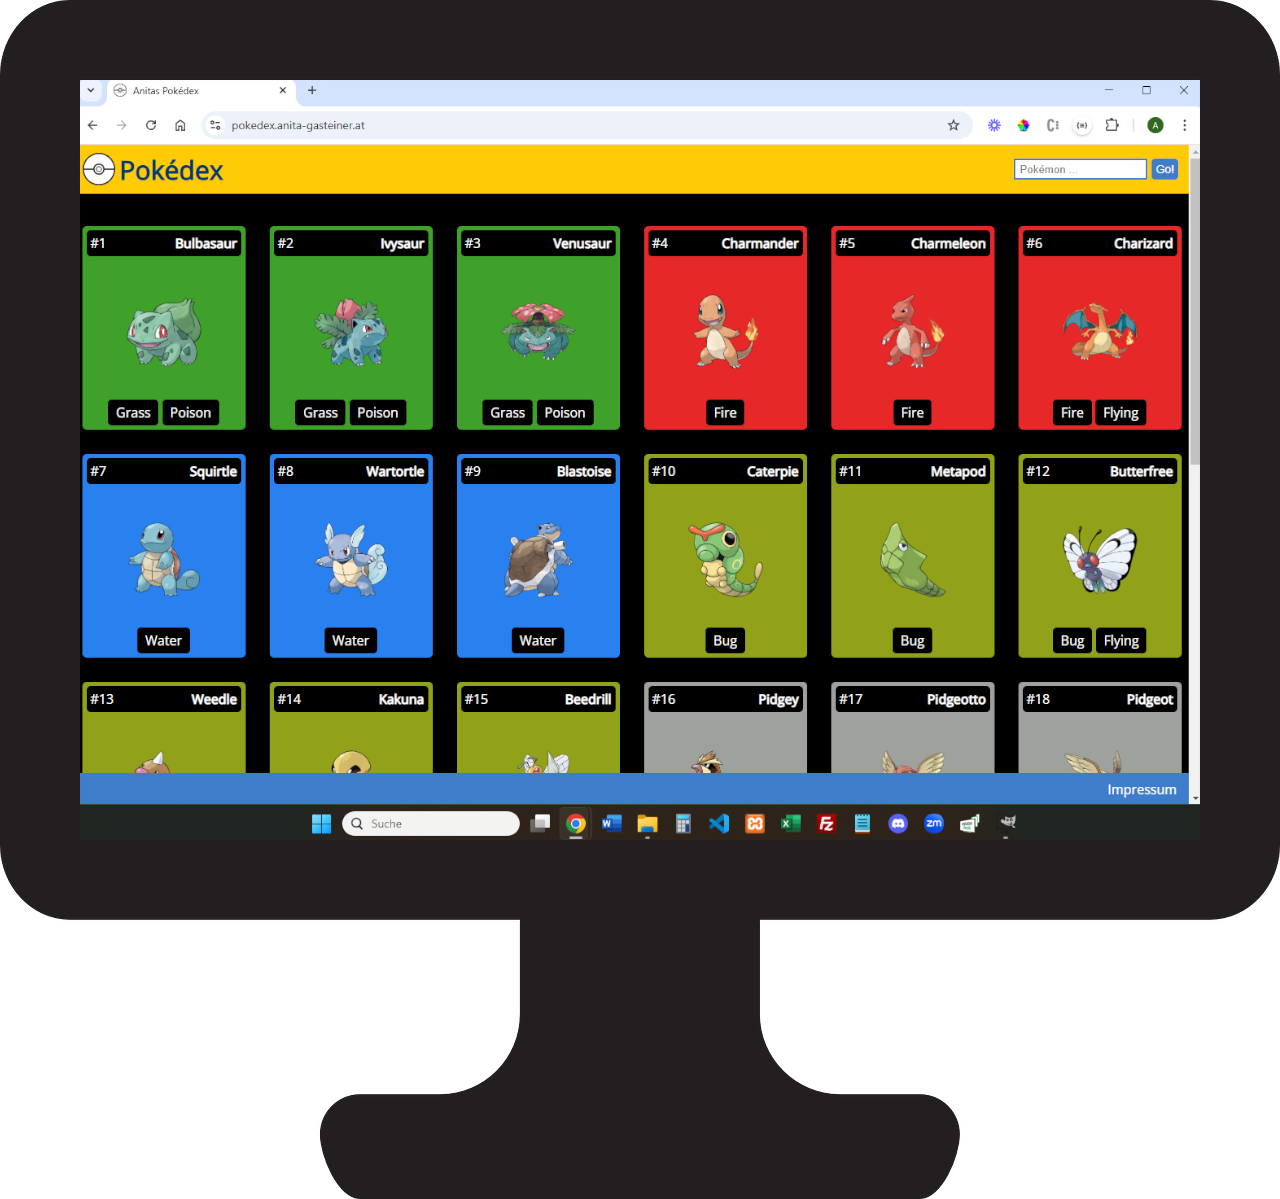 Anitas Pokédex
pokedex.anita-gasteiner.at
A
Pokédex
Pokémon ...
Go!
#1 Bulbasaur
#2 Ivysaur
#3 Venusaur
#4 Charmander
#5 Charmeleon
#6 Charizard
Grass Poison
Grass Poison
Grass Poison
Fire
Fire
Fire Flying
#7 Squirtle
#8 Wartortle
#9 Blastoise
#10 Caterpie
#11 Metapod
#12 Butterfree
Water
Water
Water
Bug
Bug
Bug Flying
#13 Weedle
#14 Kakuna
#15 Beedrill
#16 Pidgey
#17 Pidgeotto
#18 Pidgeot
Impressum
Suche
W
X
Fz
zm